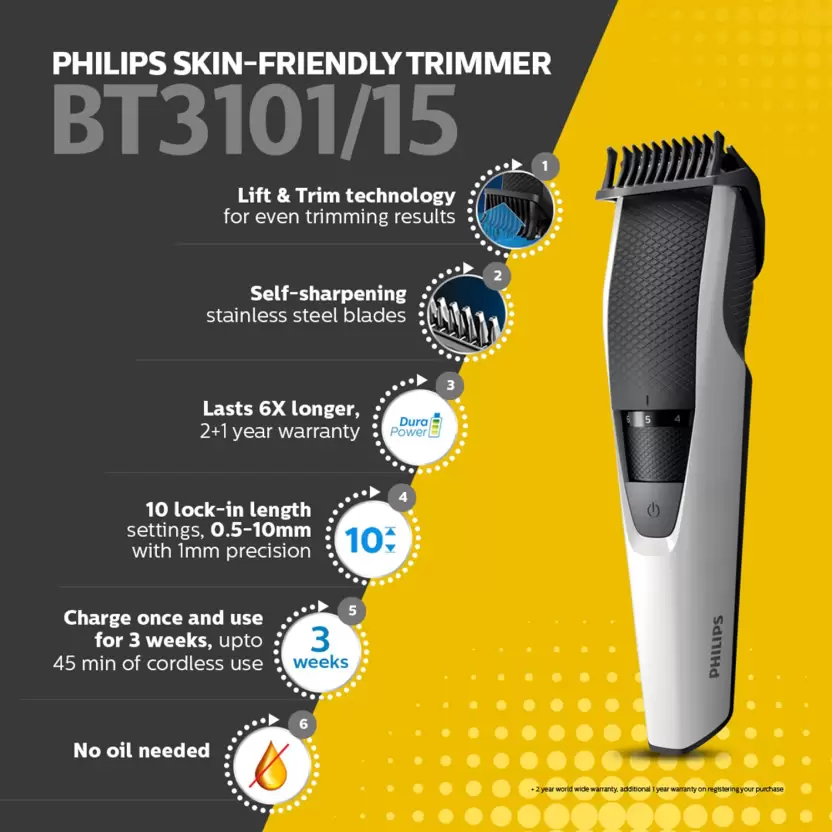 PHILIPS SKIN-FRIENDLY TRIMMER
BT3101/15
1
Lift & Trim technology
for even trimming results
2
Self-sharpening
stainless steel blades
3
Lasts 6X longer,
2+1 year warranty
Dura
Power
4
10 lock-in length
settings, 0.5-10mm
with 1mm precision
10
5
Charge once and use
for 3 weeks, upto
45 min of cordless use
3
weeks
6
No oil needed
5 4
PHILIPS
+ 2 year world wide warranty, additional 1 year warranty on registering your purchase